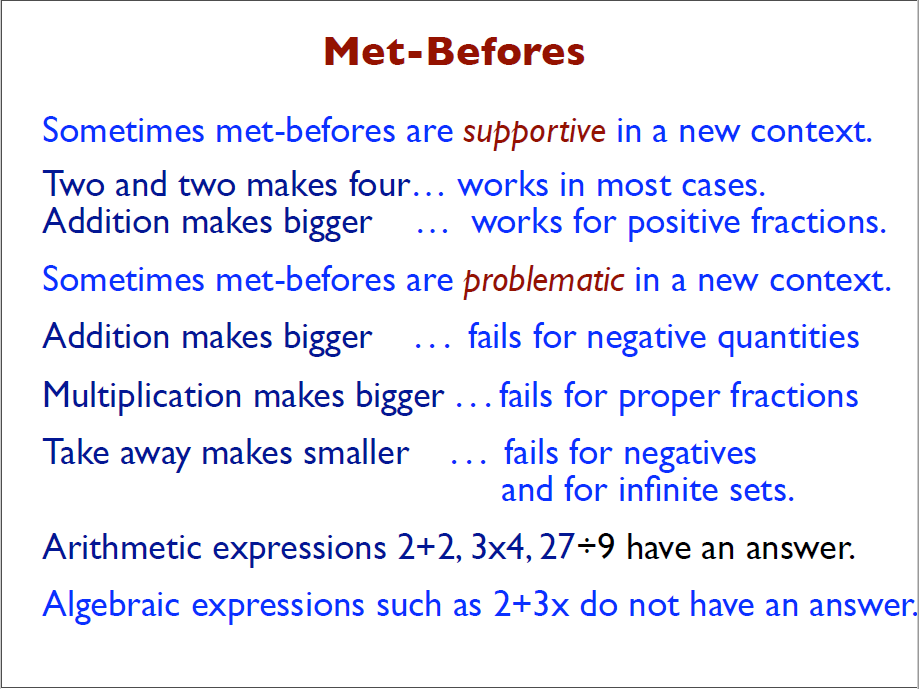 Met-Befores
Sometimes met-befores are supportive in a new context.
Two and two makes four… works in most cases.
Addition makes bigger … works for positive fractions.
Sometimes met-befores are problematic in a new context.
Addition makes bigger … fails for negative quantities
Multiplication makes bigger … fails for proper fractions
Take away makes smaller … fails for negatives
and for infinite sets.
Arithmetic expressions 2+2, 3x4, 27÷9 have an answer.
Algebraic expressions such as 2+3x do not have an answer.